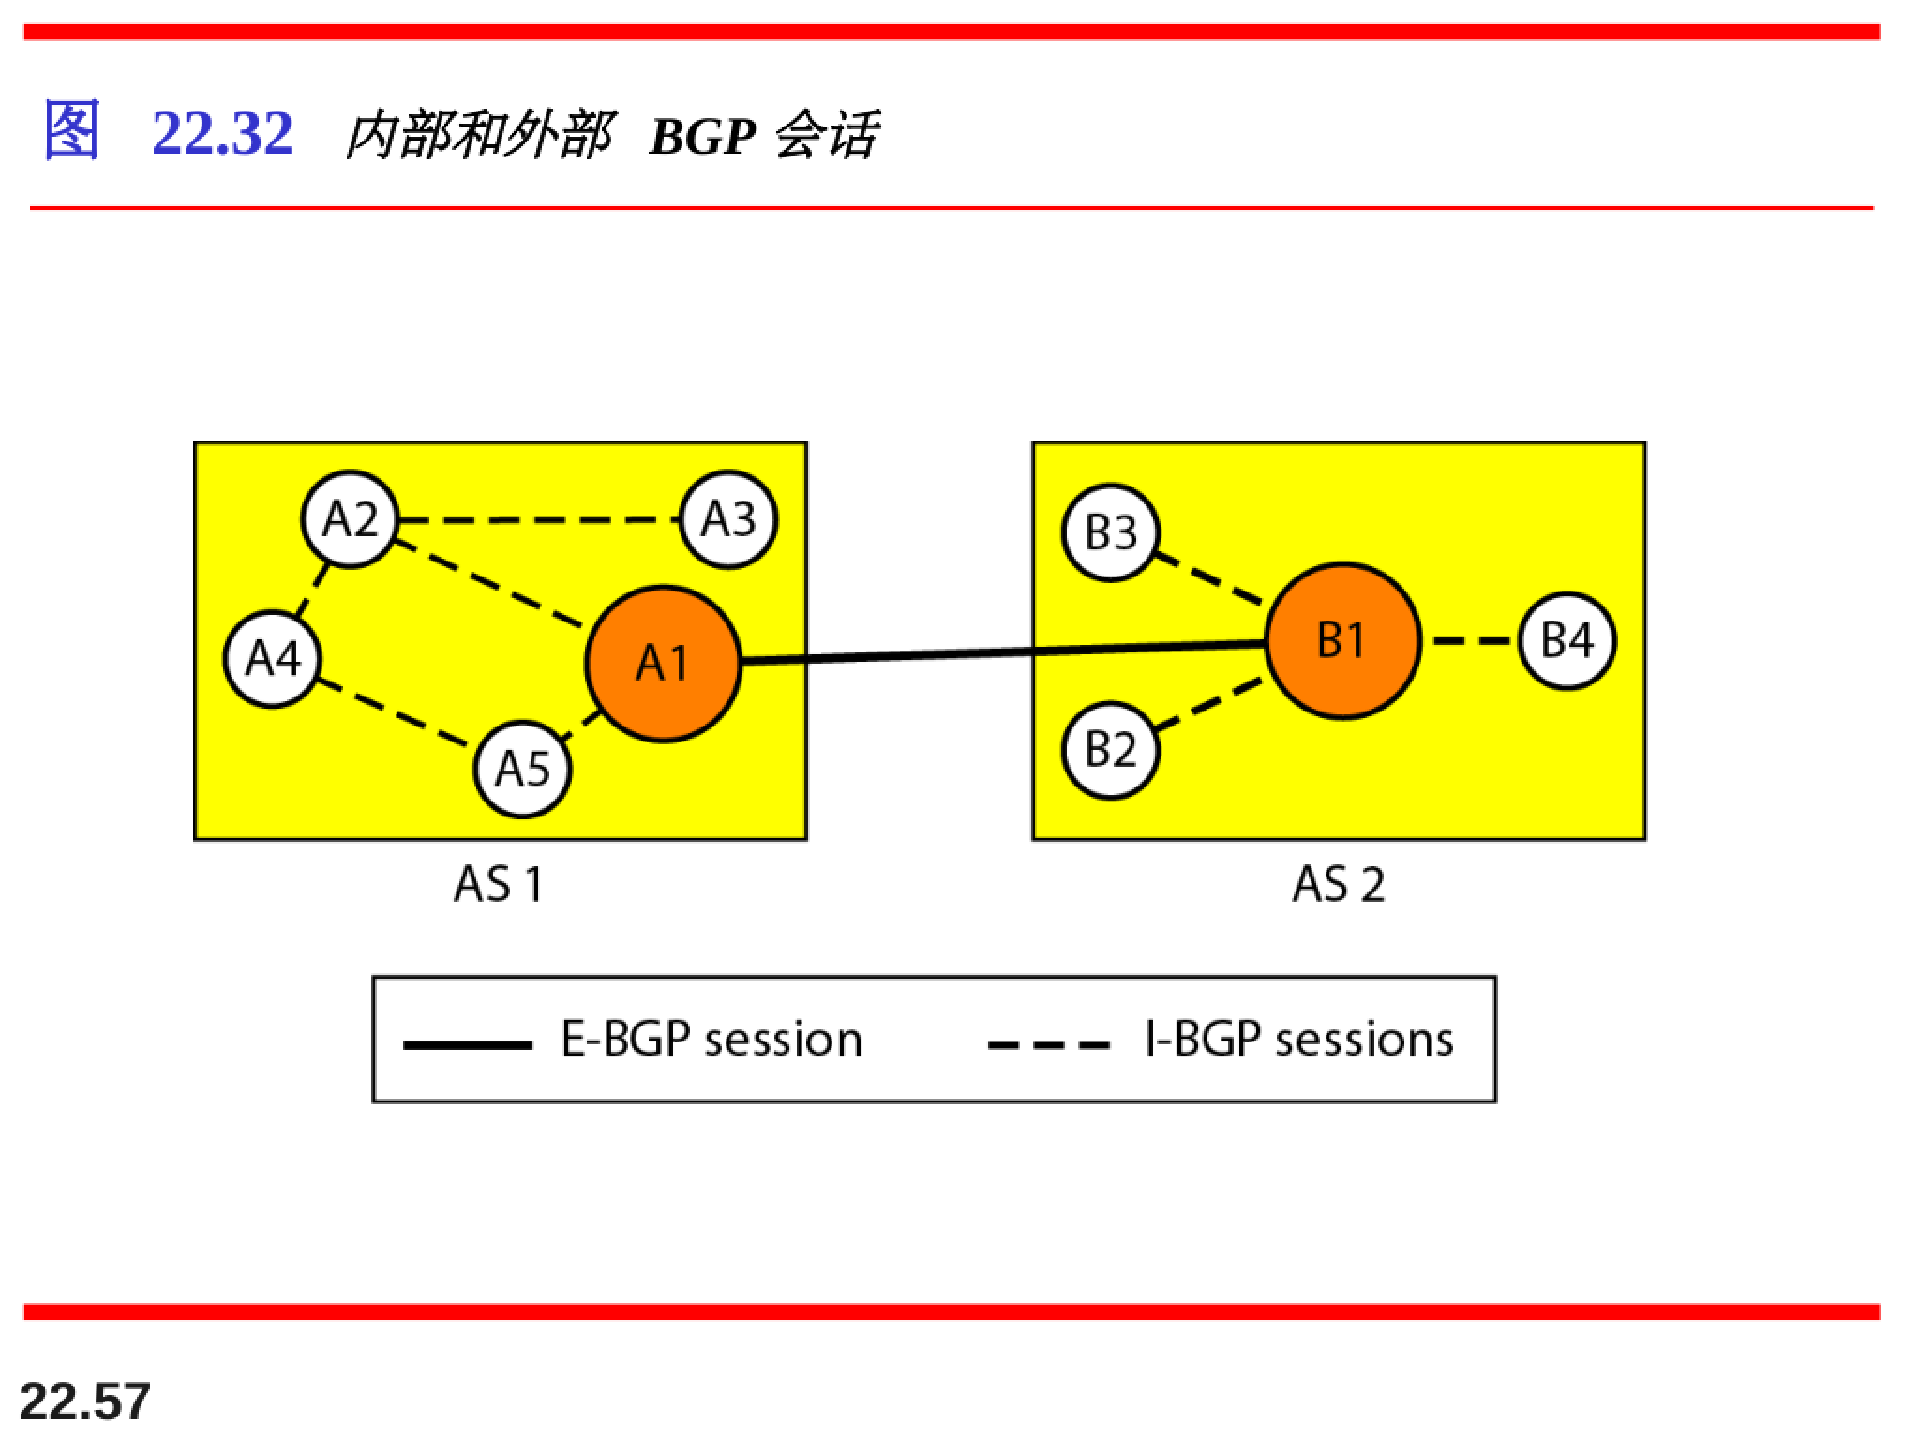 图 22.32 内部和外部 BGP 会话
A2 A3
B3
A4 A1 B1 B4
A5 B2
AS 1 AS 2
E-BGP session I-BGP sessions
22.57